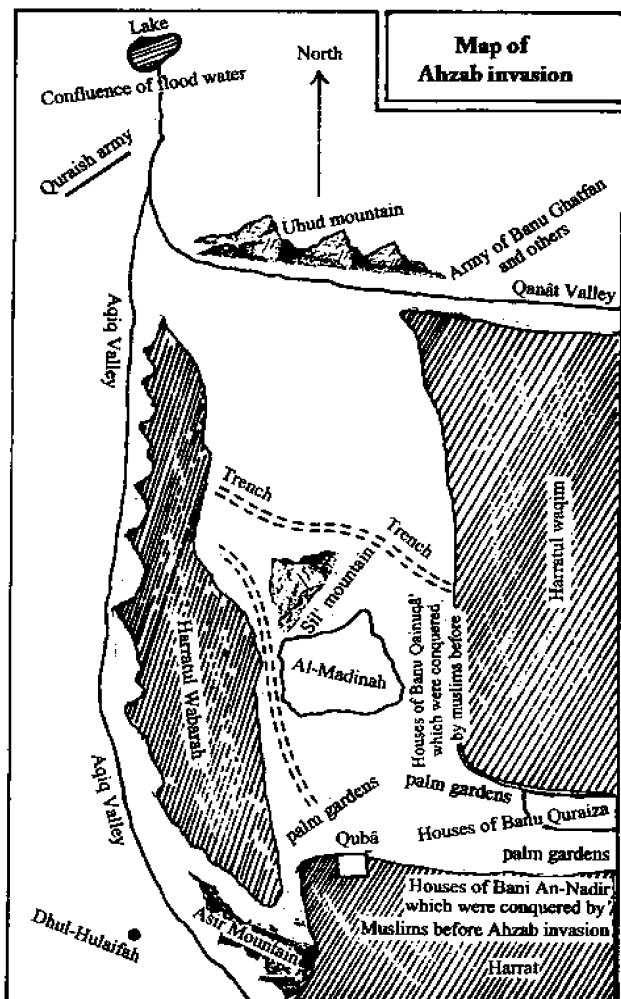 Map of
Ahzab invasion
Lake
North
Confluence of flood water
Quraish army
Ubud mountain
Army of Banu Ghatfan
and others
Qanât Valley
Aqiq Valley
Trench
Trench
Harratul waqim
Sil' mountain
Al-Madinah
Houses of Banu Qainuqâ'
which were conquered
by muslims before
Harratul Wabarah
Aqiq Valley
palm gardens
palm gardens
Houses of Banu Quraiza
palm gardens
Qubâ
Houses of Bani An-Nadir
which were conquered by
Muslims before Ahzab invasion
Harrat
Asir Mountain
Dhul-Hulaifah